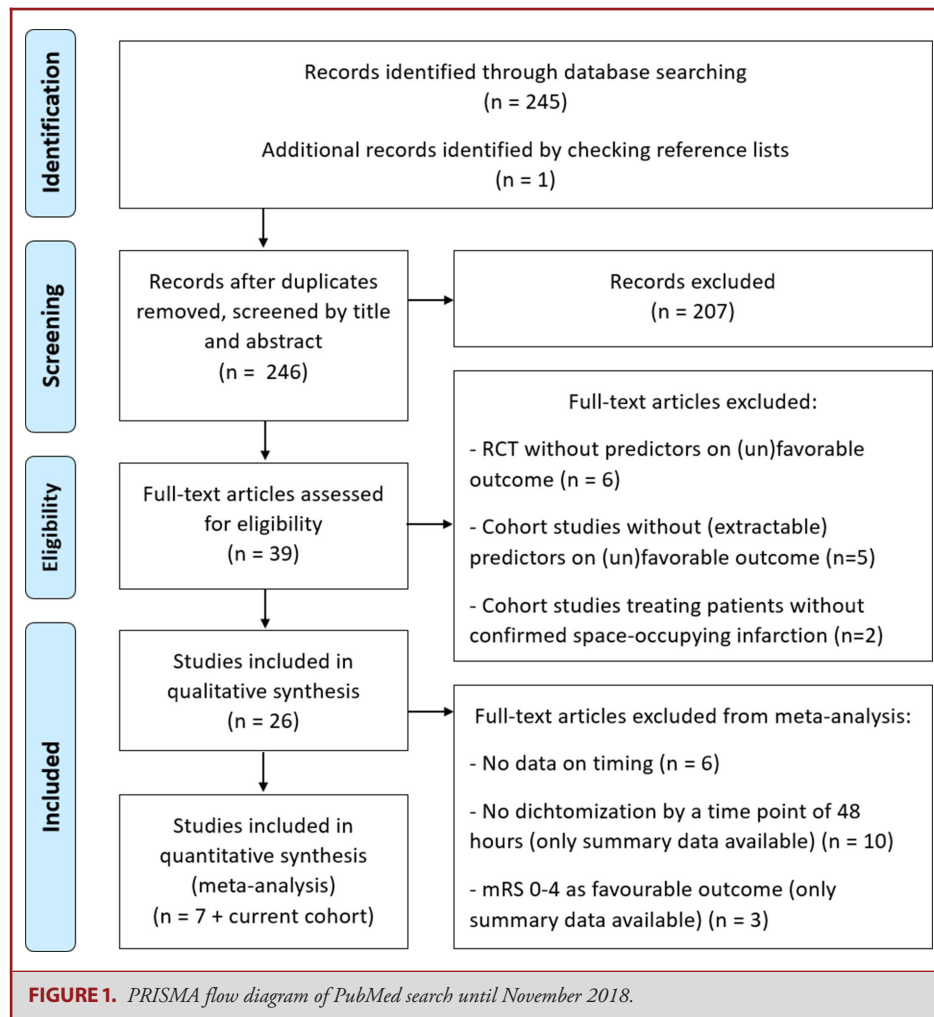 Identification
Records identified through database searching
(n = 245)
Additional records identified by checking reference lists
(n = 1)
Screening
Records after duplicates
removed, screened by title
and abstract
(n = 246)
Records excluded
(n = 207)
Eligibility
Full-text articles assessed
for eligibility
(n = 39)
Full-text articles excluded:
- RCT without predictors on (un)favorable
outcome (n = 6)
- Cohort studies without (extractable)
predictors on (un)favorable outcome (n=5)
- Cohort studies treating patients without
confirmed space-occupying infarction (n=2)
Included
Studies included in
qualitative synthesis
(n = 26)
Full-text articles excluded from meta-analysis:
- No data on timing (n = 6)
- No dichtomization by a time point of 48
hours (only summary data available) (n = 10)
- mRS 0-4 as favourable outcome (only
summary data available) (n = 3)
Studies included in
quantitative synthesis
(meta-analysis)
(n = 7 + current cohort)
FIGURE 1. PRISMA flow diagram of PubMed search until November 2018.